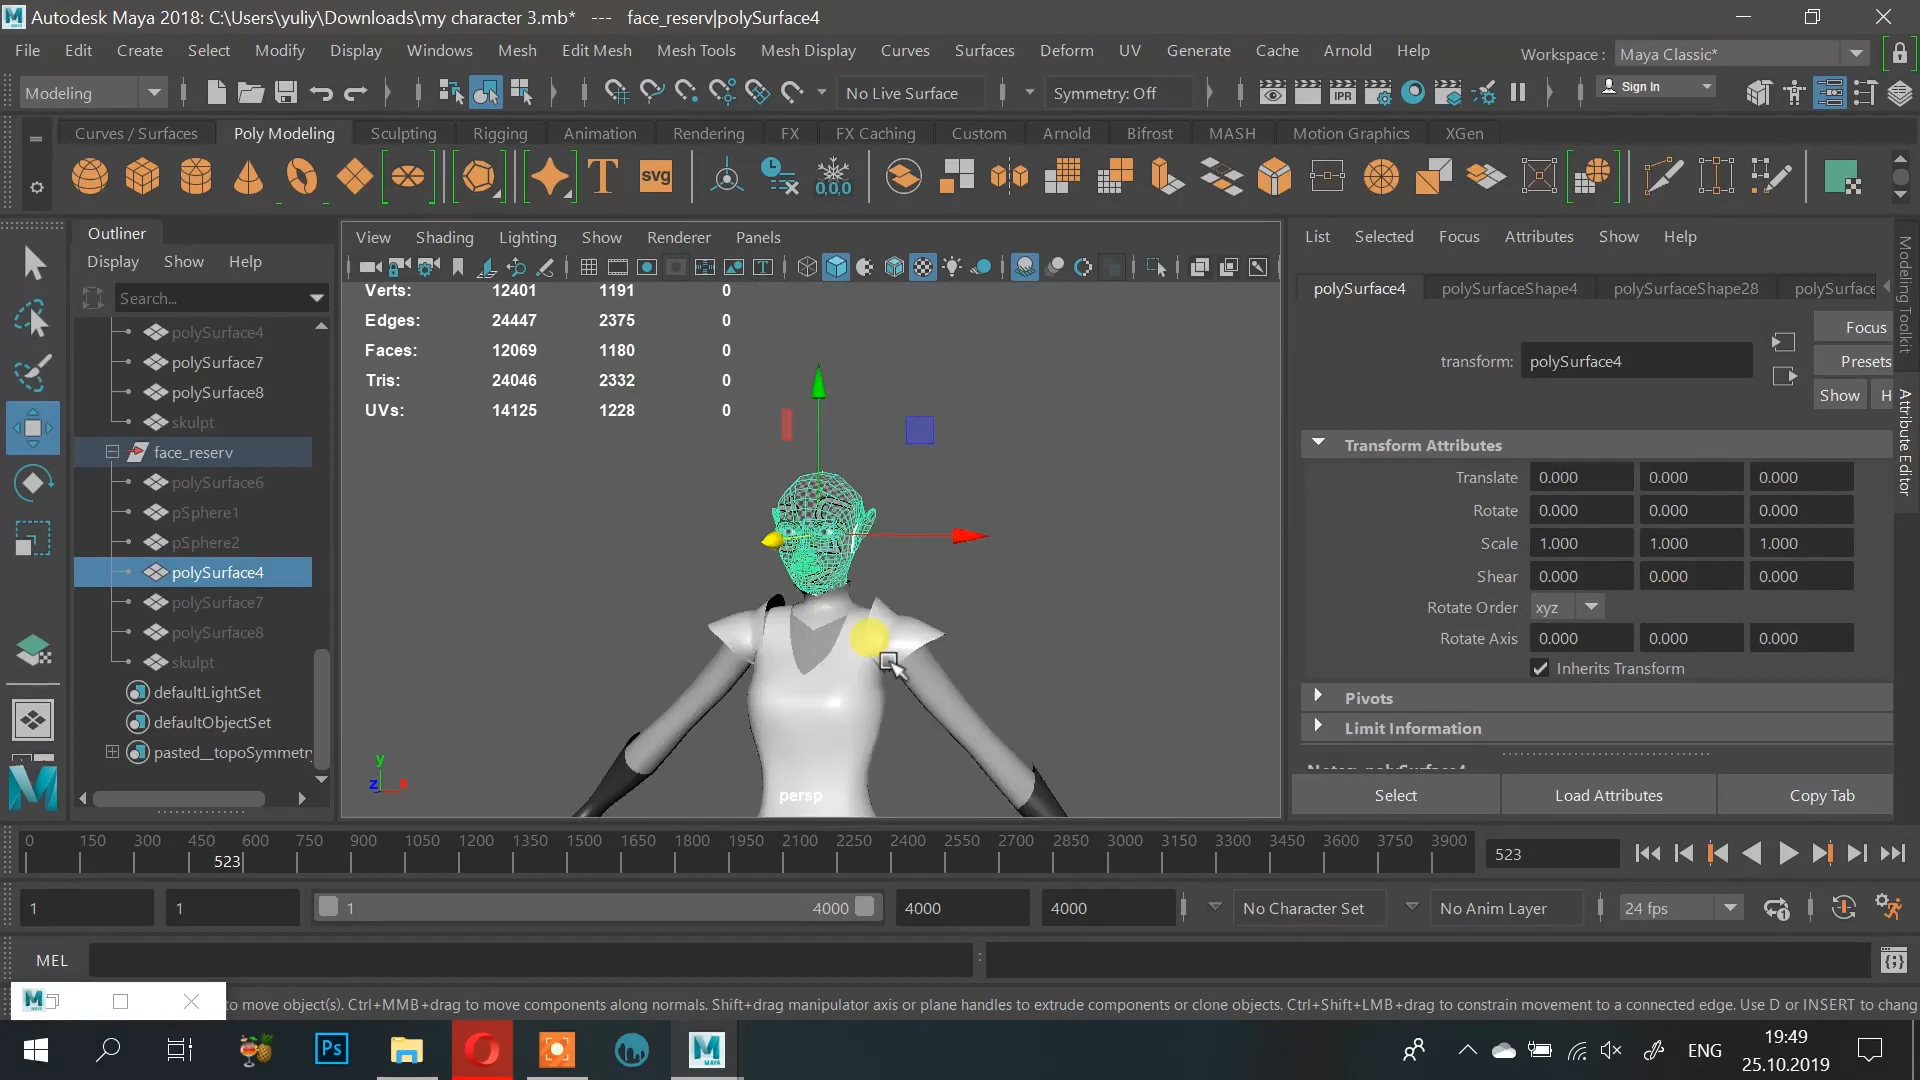 Autodesk Maya 2018: C:\Users\yuliy\Downloads\my character 3.mb*   ---   face_reserv|polySurface4
File Edit Create Select Modify Display Windows Mesh Edit Mesh Mesh Tools Mesh Display Curves Surfaces Deform UV Generate Cache Arnold Help Workspace : Maya Classic*
Modeling No Live Surface Symmetry: Off IPR Sign In
Curves / Surfaces Poly Modeling Sculpting Rigging Animation Rendering FX FX Caching Custom Arnold Bifrost MASH Motion Graphics XGen
T svg 0,0,0
Outliner
Display Show Help
Search...
polySurface4
polySurface7
polySurface8
skulpt
face_reserv
polySurface6
pSphere1
pSphere2
polySurface4
polySurface7
polySurface8
skulpt
defaultLightSet
defaultObjectSet
pasted__topoSymmetr
View Shading Lighting Show Renderer Panels
Verts: 12401 1191 0
Edges: 24447 2375 0
Faces: 12069 1180 0
Tris: 24046 2332 0
UVs: 14125 1228 0
y
z x
persp
List Selected Focus Attributes Show Help
polySurface4 polySurfaceShape4 polySurfaceShape28 polySurface
Focus
transform: polySurface4 Presets
Show H
Transform Attributes
Translate 0.000 0.000 0.000
Rotate 0.000 0.000 0.000
Scale 1.000 1.000 1.000
Shear 0.000 0.000 0.000
Rotate Order xyz
Rotate Axis 0.000 0.000 0.000
Inherits Transform
Pivots
Limit Information
Notes: polySurface4
Select Load Attributes Copy Tab
Modeling Toolkit
Attribute Editor
0 150 300 450 600 750 900 1050 1200 1350 1500 1650 1800 1950 2100 2250 2400 2550 2700 2850 3000 3150 3300 3450 3600 3750 3900
523 523
1 1 1 4000 4000 4000 No Character Set No Anim Layer 24 fps
MEL
to move object(s). Ctrl+MMB+drag to move components along normals. Shift+drag manipulator axis or plane handles to extrude components or clone objects. Ctrl+Shift+LMB+drag to constrain movement to a connected edge. Use D or INSERT to chang
Ps ENG
19:49
25.10.2019